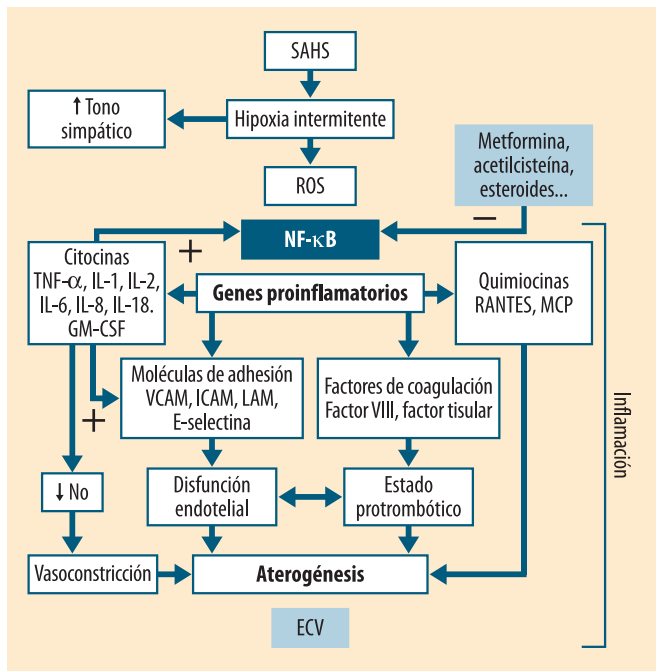 SAHS
↑ Tono
simpático
Hipoxia intermitente
Metformina,
acetilcisteína,
esteroides...
ROS
−
NF-κB
+
Citocinas
TNF-α, IL-1, IL-2,
IL-6, IL-8, IL-18.
GM-CSF
Genes proinflamatorios
Quimiocinas
RANTES, MCP
Moléculas de adhesión
VCAM, ICAM, LAM,
E-selectina
Factores de coagulación
Factor VIII, factor tisular
+
Inflamación
↓ No
Disfunción
endotelial
Estado
protrombótico
Vasoconstricción
Aterogénesis
ECV